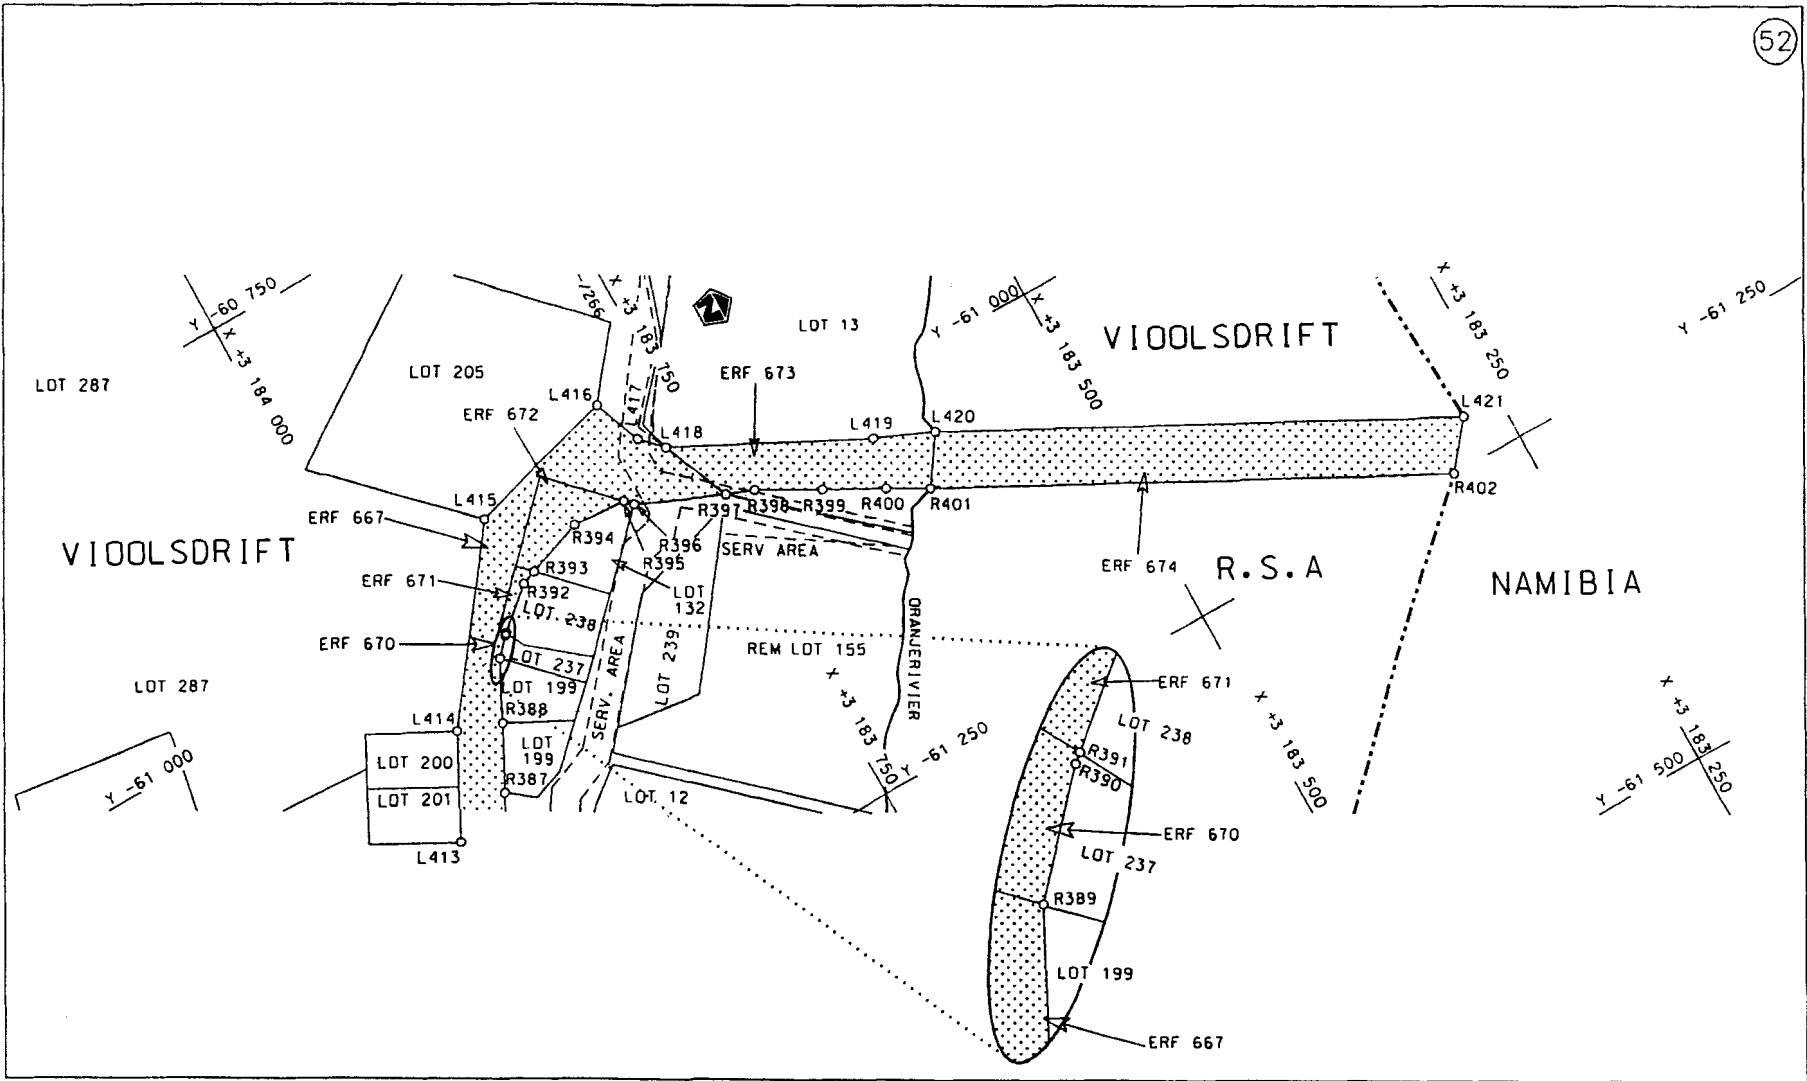 52
Y -60 750
X +3 184 000
-/266
X +3 183 750
LOT 13
Y -61 000
X +3 183 500
VIOOLSDRIFT
X +3 183 250
Y -61 250
LOT 287
LOT 205
ERF 673
L416
L417
ERF 672
L418
L419
L420
L421
L415
ERF 667
R394
R397
R398
R399
R400
R401
R402
VIOOLSDRIFT
R396
R395
SERV AREA
R393
ERF 671
R392
LOT 132
ERF 674
R.S.A
NAMIBIA
LOT 238
ERF 670
LOT 237
SERV. AREA
LOT 239
REM LOT 155
ORANJERIVIER
LOT 287
LOT 199
L414
R388
LOT 199
LOT 200
R387
LOT 201
LOT 12
L413
Y -61 000
X +3 183 750
Y -61 250
ERF 671
LOT 238
R391
R390
ERF 670
LOT 237
R389
LOT 199
ERF 667
X +3 183 500
X +3 183 250
Y -61 500